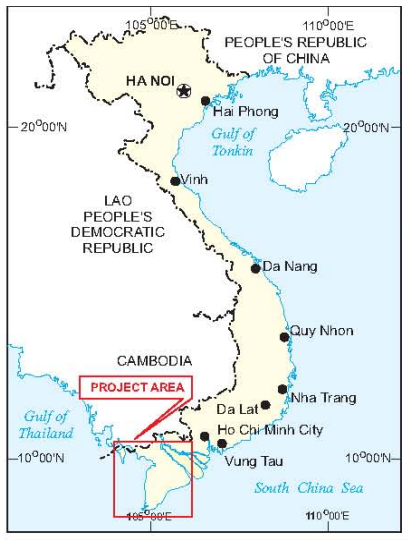 105°00'E
110°00'E
PEOPLE'S REPUBLIC
OF CHINA
HA NOI
Hai Phong
20°00'N
20°00'N
Gulf of
Tonkin
Vinh
LAO
PEOPLE'S
DEMOCRATIC
REPUBLIC
Da Nang
Quy Nhon
CAMBODIA
PROJECT AREA
Nha Trang
Da Lat
Gulf of
Thailand
Ho Chi Minh City
10°00'N
Vung Tau
10°00'N
South China Sea
105°00'E
110°00'E